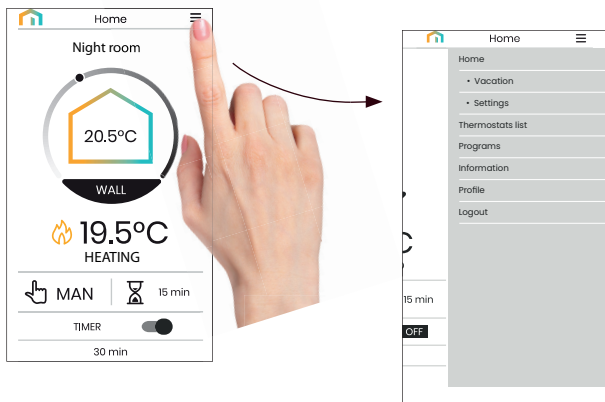 Home
Night room
20.5°C
WALL
19.5°C
HEATING
MAN
15 min
TIMER
30 min
Home
Home
• Vacation
• Settings
Thermostats list
Programs
Information
Profile
Logout
C
15 min
OFF